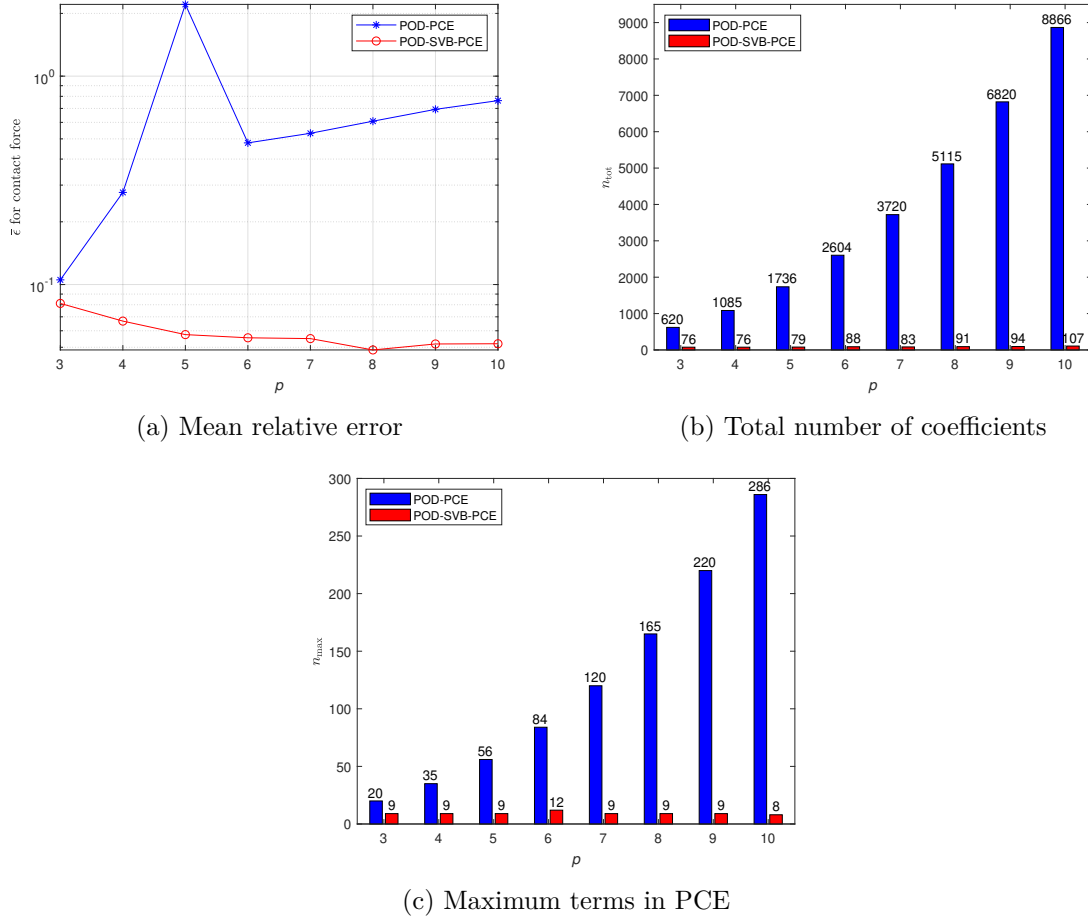 POD-PCE
POD-SVB-PCE
10^0
10^-1
ε̄ for contact force
3 4 5 6 7 8 9 10
p
(a) Mean relative error
POD-PCE
POD-SVB-PCE
9000
8000
7000
6000
5000
4000
3000
2000
1000
0
n_tot
620 1085 1736 2604 3720 5115 6820 8866
76 76 79 88 83 91 94 107
3 4 5 6 7 8 9 10
p
(b) Total number of coefficients
POD-PCE
POD-SVB-PCE
300
250
200
150
100
50
0
n_max
20 35 56 84 120 165 220 286
9 9 9 12 9 9 9 8
3 4 5 6 7 8 9 10
p
(c) Maximum terms in PCE